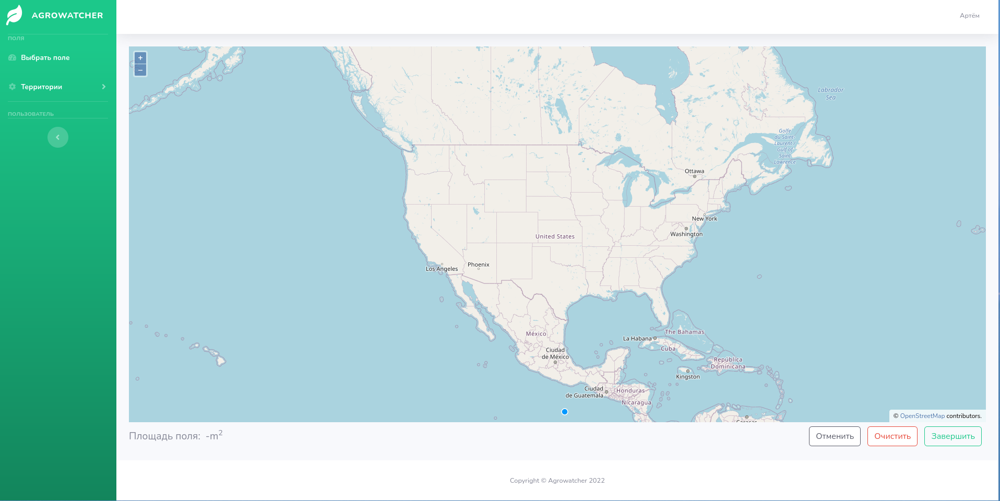 AGROWATCHER
Артём
ПОЛЯ
Выбрать поле
Территории
ПОЛЬЗОВАТЕЛЬ
+
–
Labrador
Sea
Golfe
du Saint-
Laurent /
Gulf of
Saint
Lawrence
Ottawa
New York
Washington
United States
Los Angeles
Phoenix
México
Ciudad
de México
La Habana
The Bahamas
Cuba
República
Dominicana
Kingston
Ciudad
de Guatemala
Honduras
Nicaragua
Caracas
© OpenStreetMap contributors.
Площадь поля: -m²
Отменить
Очистить
Завершить
Copyright © Agrowatcher 2022